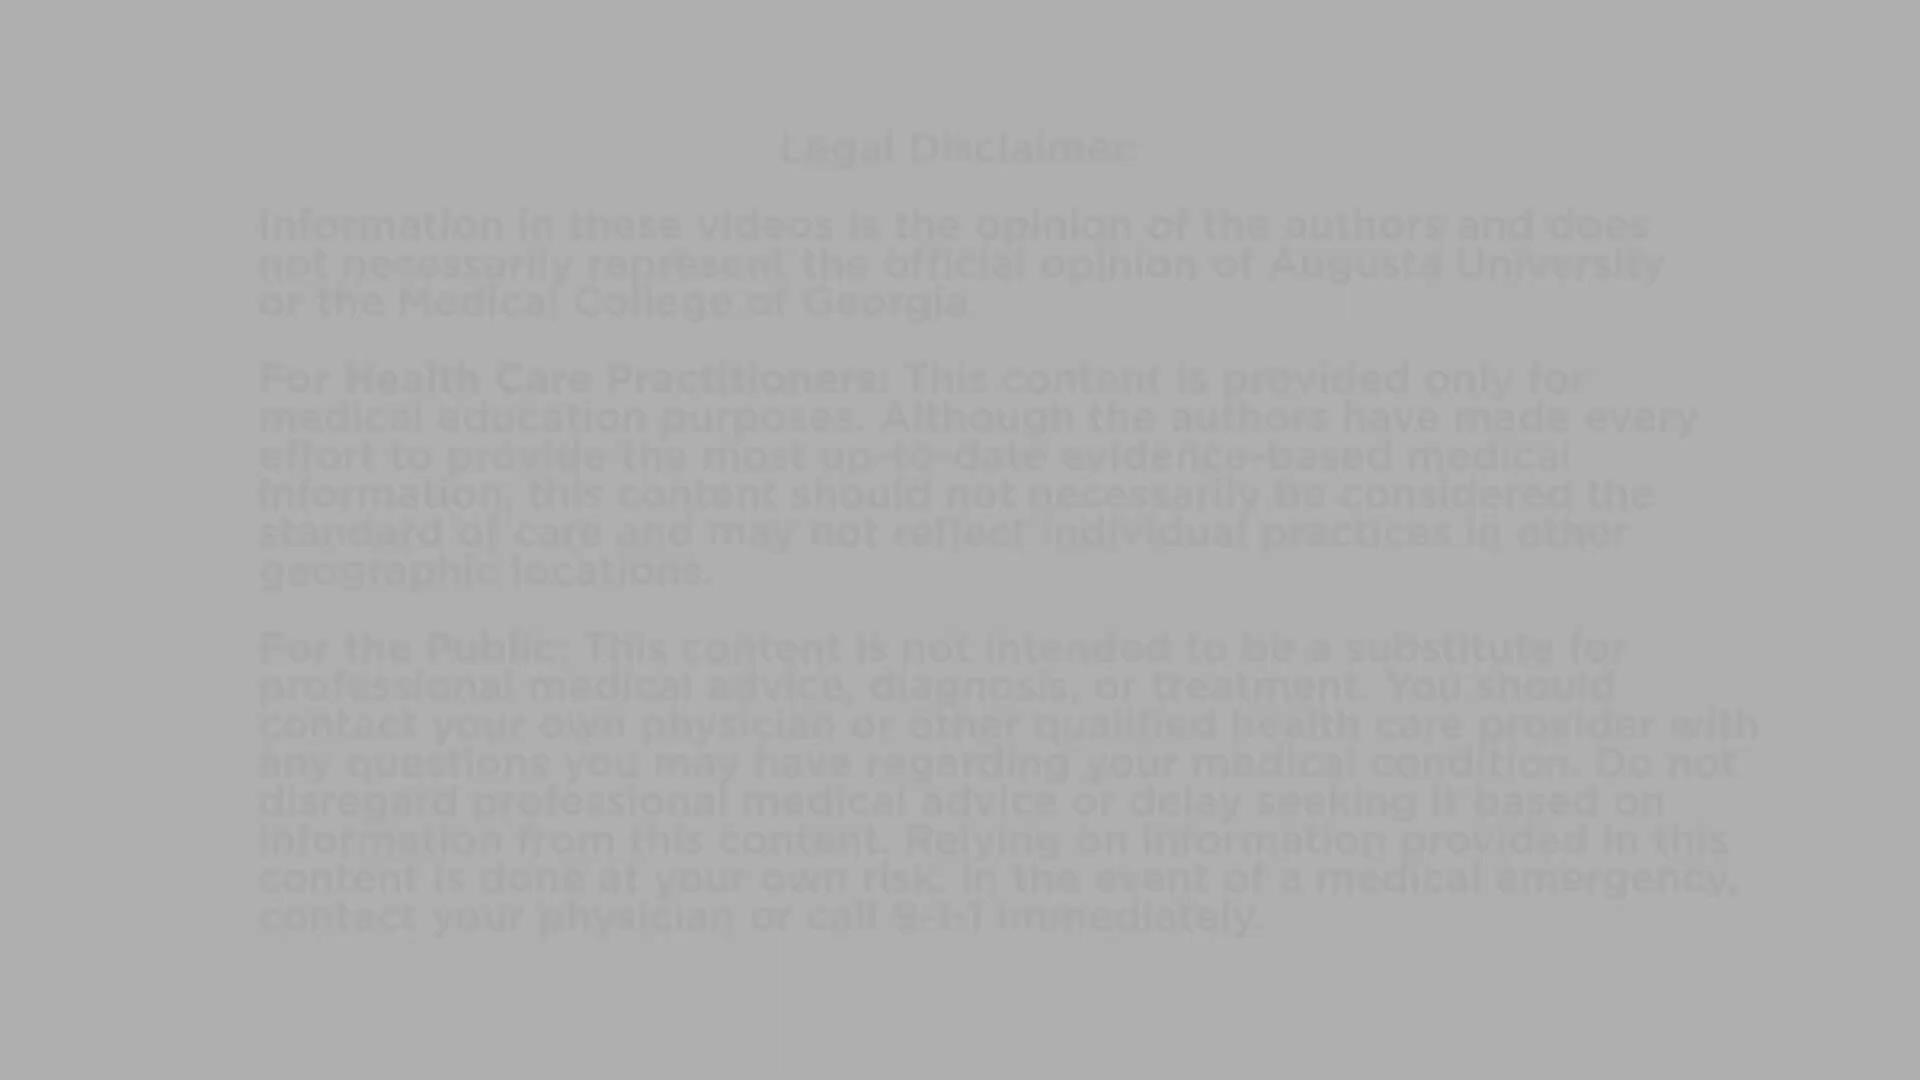 Legal Disclaimer
Information in these videos is the opinion of the authors and does
not necessarily represent the official opinion of Augusta University
or the Medical College of Georgia.
For Health Care Practitioners: This content is provided only for
medical education purposes. Although the authors have made every
effort to provide the most up-to-date evidence-based medical
information, this content should not necessarily be considered the
standard of care and may not reflect individual practices in other
geographic locations.
For the Public: This content is not intended to be a substitute for
professional medical advice, diagnosis, or treatment. You should
contact your own physician or other qualified health care provider with
any questions you may have regarding your medical condition. Do not
disregard professional medical advice or delay seeking it based on
information from this content. Relying on information provided in this
content is done at your own risk. In the event of a medical emergency,
contact your physician or call 9-1-1 immediately.